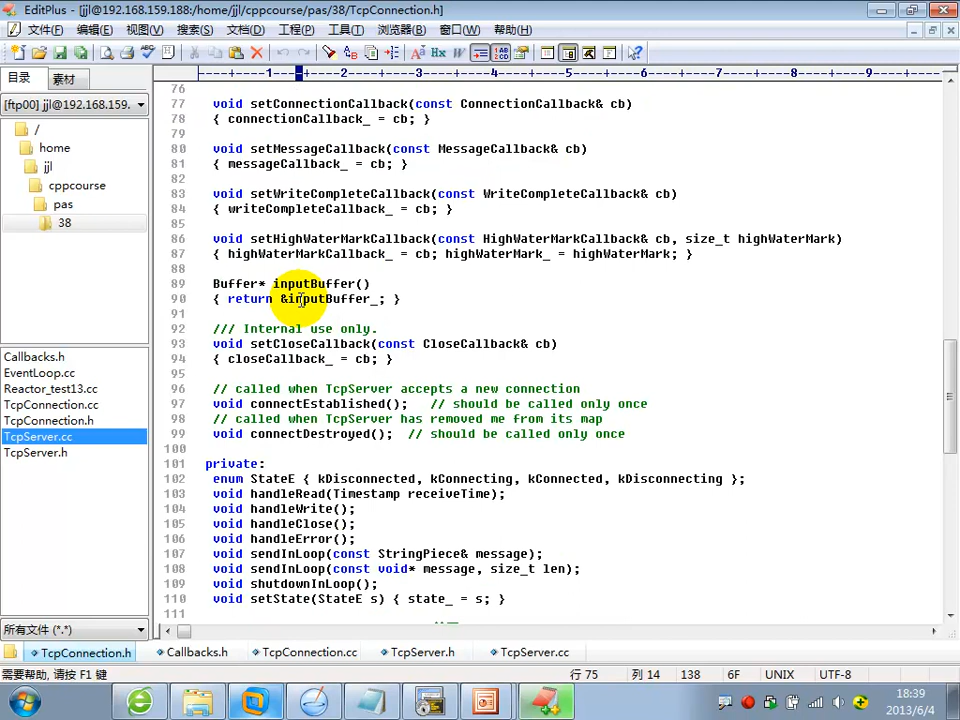 EditPlus - [jjl@192.168.159.188:/home/jjl/cppcourse/pas/38/TcpConnection.h]
文件(F) 编辑(E) 视图(V) 搜索(S) 文档(D) 工程(P) 工具(T) 浏览器(B) 窗口(W) 帮助(H)
目录 素材
[ftp00] jjl@192.168.159.
/
home
jjl
cppcourse
pas
38
Callbacks.h
EventLoop.cc
Reactor_test13.cc
TcpConnection.cc
TcpConnection.h
TcpServer.cc
TcpServer.h
所有文件 (*.*)
----+----1----+----2----+----3----+----4----+----5----+----6----+----7----+----8----+----9----+--
76
77 void setConnectionCallback(const ConnectionCallback& cb)
78 { connectionCallback_ = cb; }
79
80 void setMessageCallback(const MessageCallback& cb)
81 { messageCallback_ = cb; }
82
83 void setWriteCompleteCallback(const WriteCompleteCallback& cb)
84 { writeCompleteCallback_ = cb; }
85
86 void setHighWaterMarkCallback(const HighWaterMarkCallback& cb, size_t highWaterMark)
87 { highWaterMarkCallback_ = cb; highWaterMark_ = highWaterMark; }
88
89 Buffer* inputBuffer()
90 { return &inputBuffer_; }
91
92 /// Internal use only.
93 void setCloseCallback(const CloseCallback& cb)
94 { closeCallback_ = cb; }
95
96 // called when TcpServer accepts a new connection
97 void connectEstablished(); // should be called only once
98 // called when TcpServer has removed me from its map
99 void connectDestroyed(); // should be called only once
100
101 private:
102 enum StateE { kDisconnected, kConnecting, kConnected, kDisconnecting };
103 void handleRead(Timestamp receiveTime);
104 void handleWrite();
105 void handleClose();
106 void handleError();
107 void sendInLoop(const StringPiece& message);
108 void sendInLoop(const void* message, size_t len);
109 void shutdownInLoop();
110 void setState(StateE s) { state_ = s; }
111
TcpConnection.h Callbacks.h TcpConnection.cc TcpServer.h TcpServer.cc
需要帮助, 请按 F1 键 行 75 列 14 138 6F UNIX UTF-8
18:39
2013/6/4